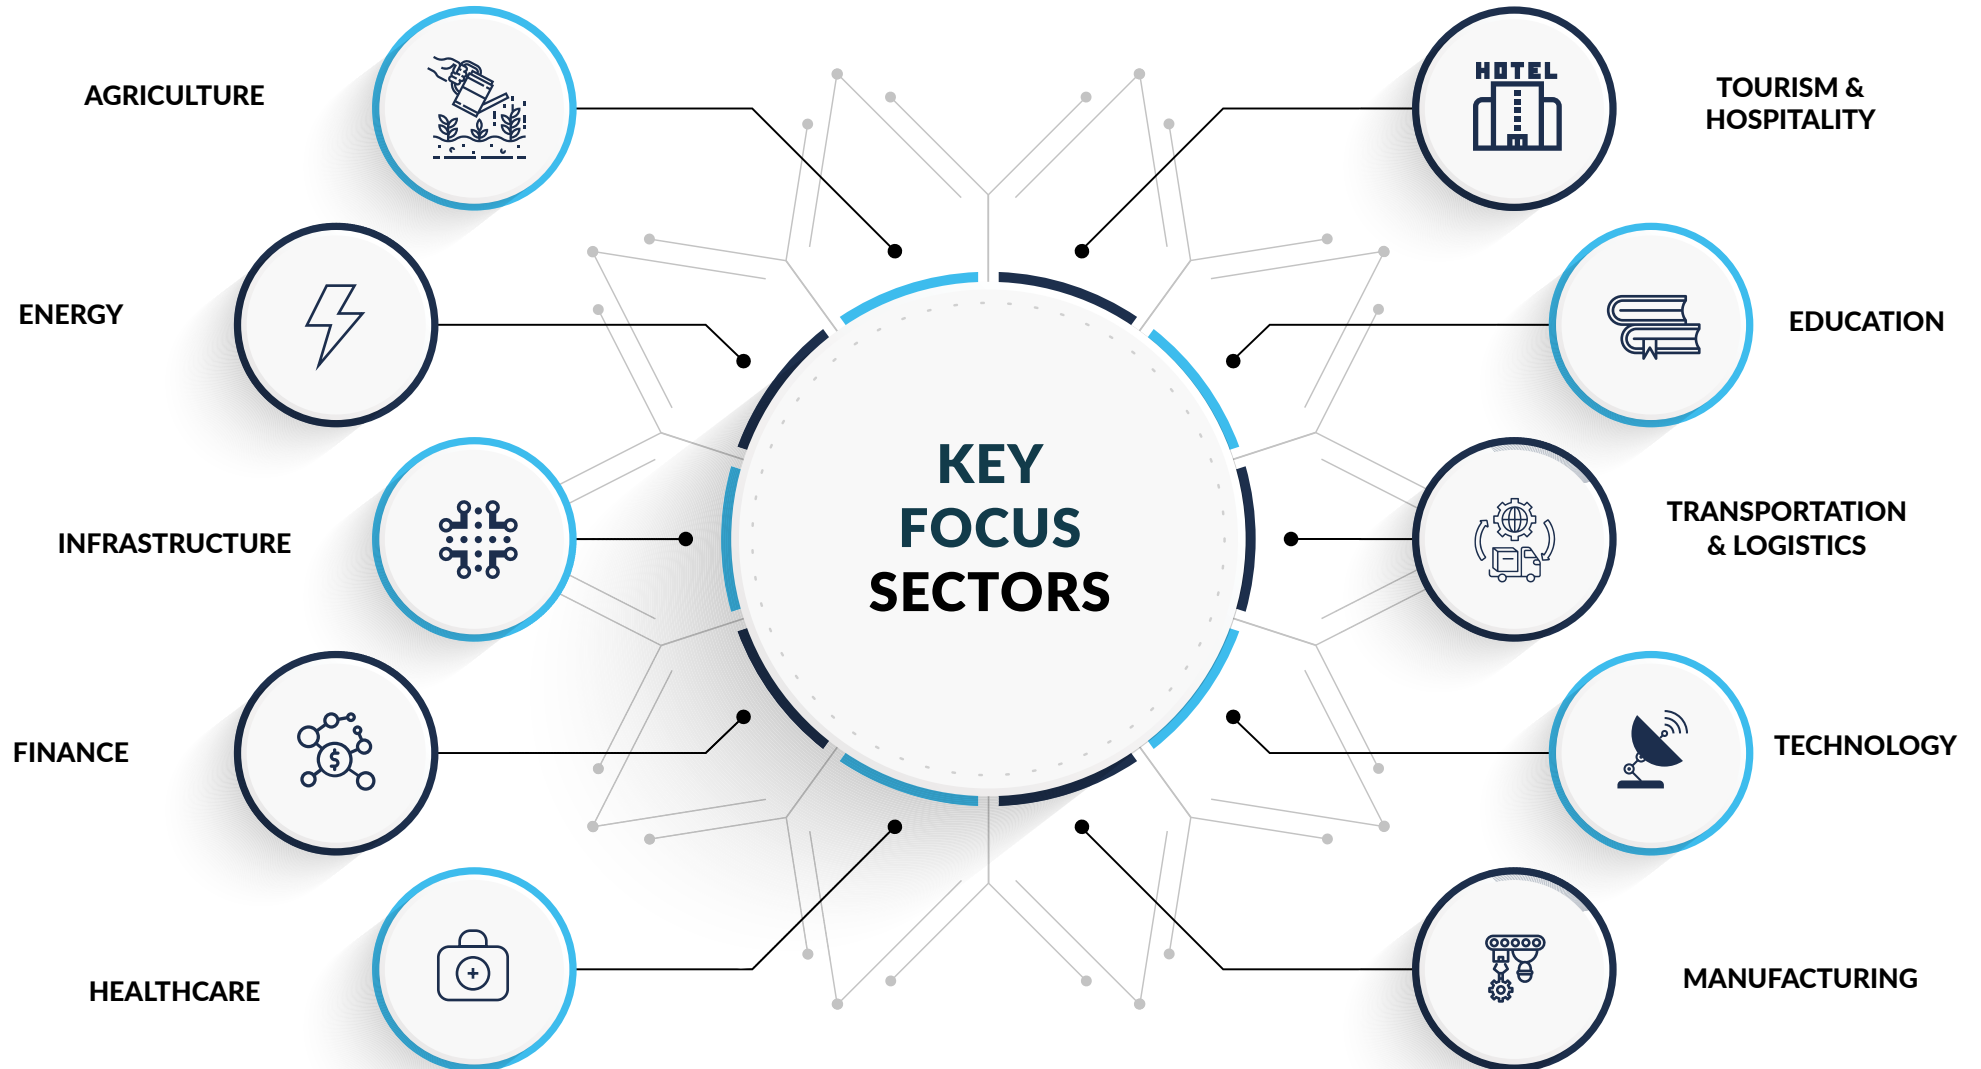 AGRICULTURE
ENERGY
INFRASTRUCTURE
FINANCE
HEALTHCARE
KEY
FOCUS
SECTORS
HOTEL
TOURISM &
HOSPITALITY
EDUCATION
TRANSPORTATION
& LOGISTICS
TECHNOLOGY
MANUFACTURING
$